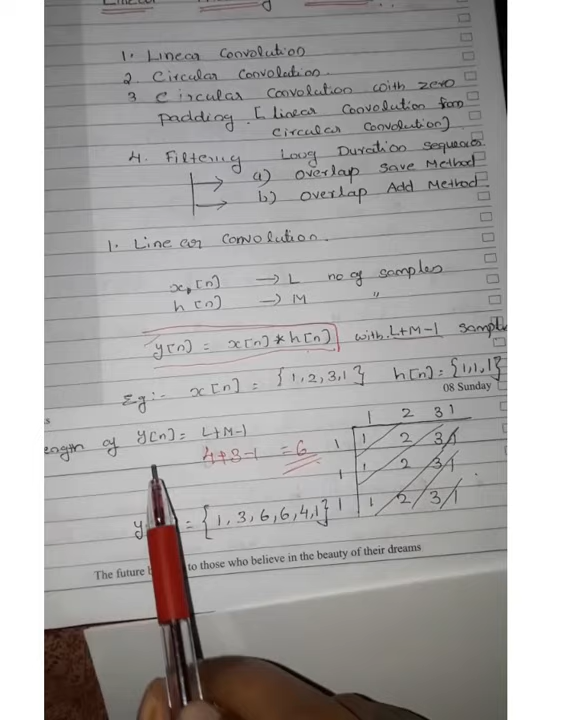 1. Linear Convolution
2. Circular Convolution.
3 Circular Convolution with zero
padding. [linear Convolution from
Circular Convolution]
4. Filtering Long Duration sequences
a) overlap save Method
b) overlap Add Method
1. Linear convolution.
x[n] → L no of samples
h[n] → M "
y[n] = x[n] * h[n] with L+M-1 sampl
Eg:- x[n] = {1,2,3,1} h[n] = {1,1,1}
08 Sunday
ength of y[n] = L+M-1
4+3-1 = 6
1 2 3 1
1 1 2 3 1
1 1 2 3 1
1 1 2 3 1
y = {1,3,6,6,4,1}
The future to those who believe in the beauty of their dreams